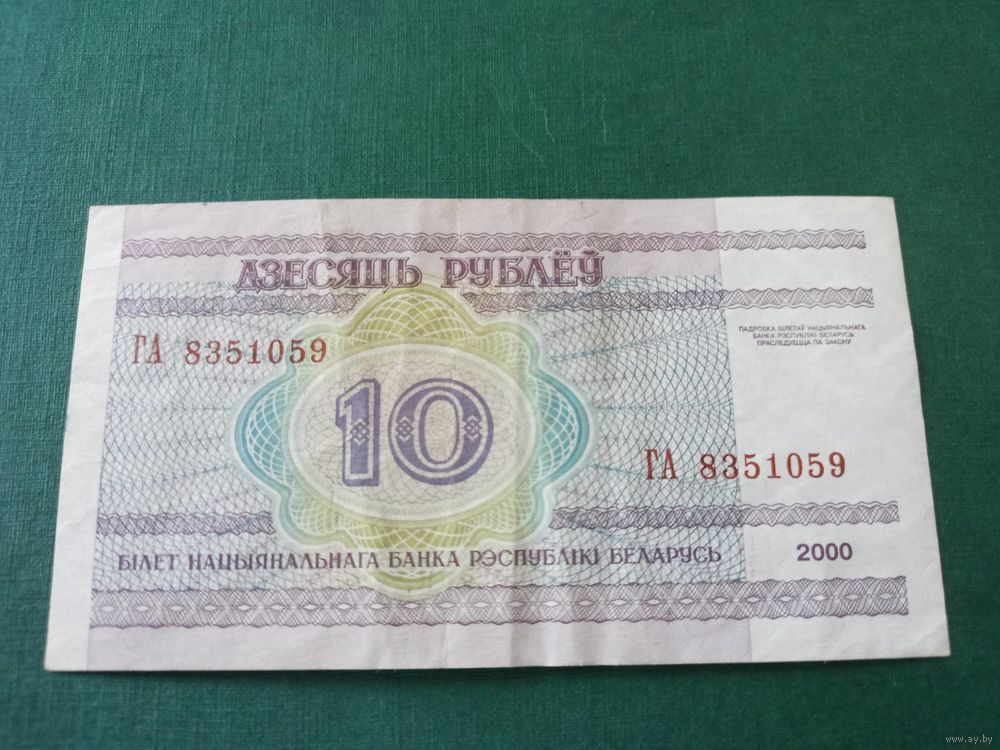 ДЗЕСЯЦЬ РУБЛЁЎ
ПАДРОБКА БІЛЕТАЎ НАЦЫЯНАЛЬНАГА
БАНКА РЭСПУБЛІКІ БЕЛАРУСЬ
ПРАСЛЕДУЕЦЦА ПА ЗАКОНУ
ГА 8351059
10
ГА 8351059
БІЛЕТ НАЦЫЯНАЛЬНАГА БАНКА РЭСПУБЛІКІ БЕЛАРУСЬ
2000
www.ay.by